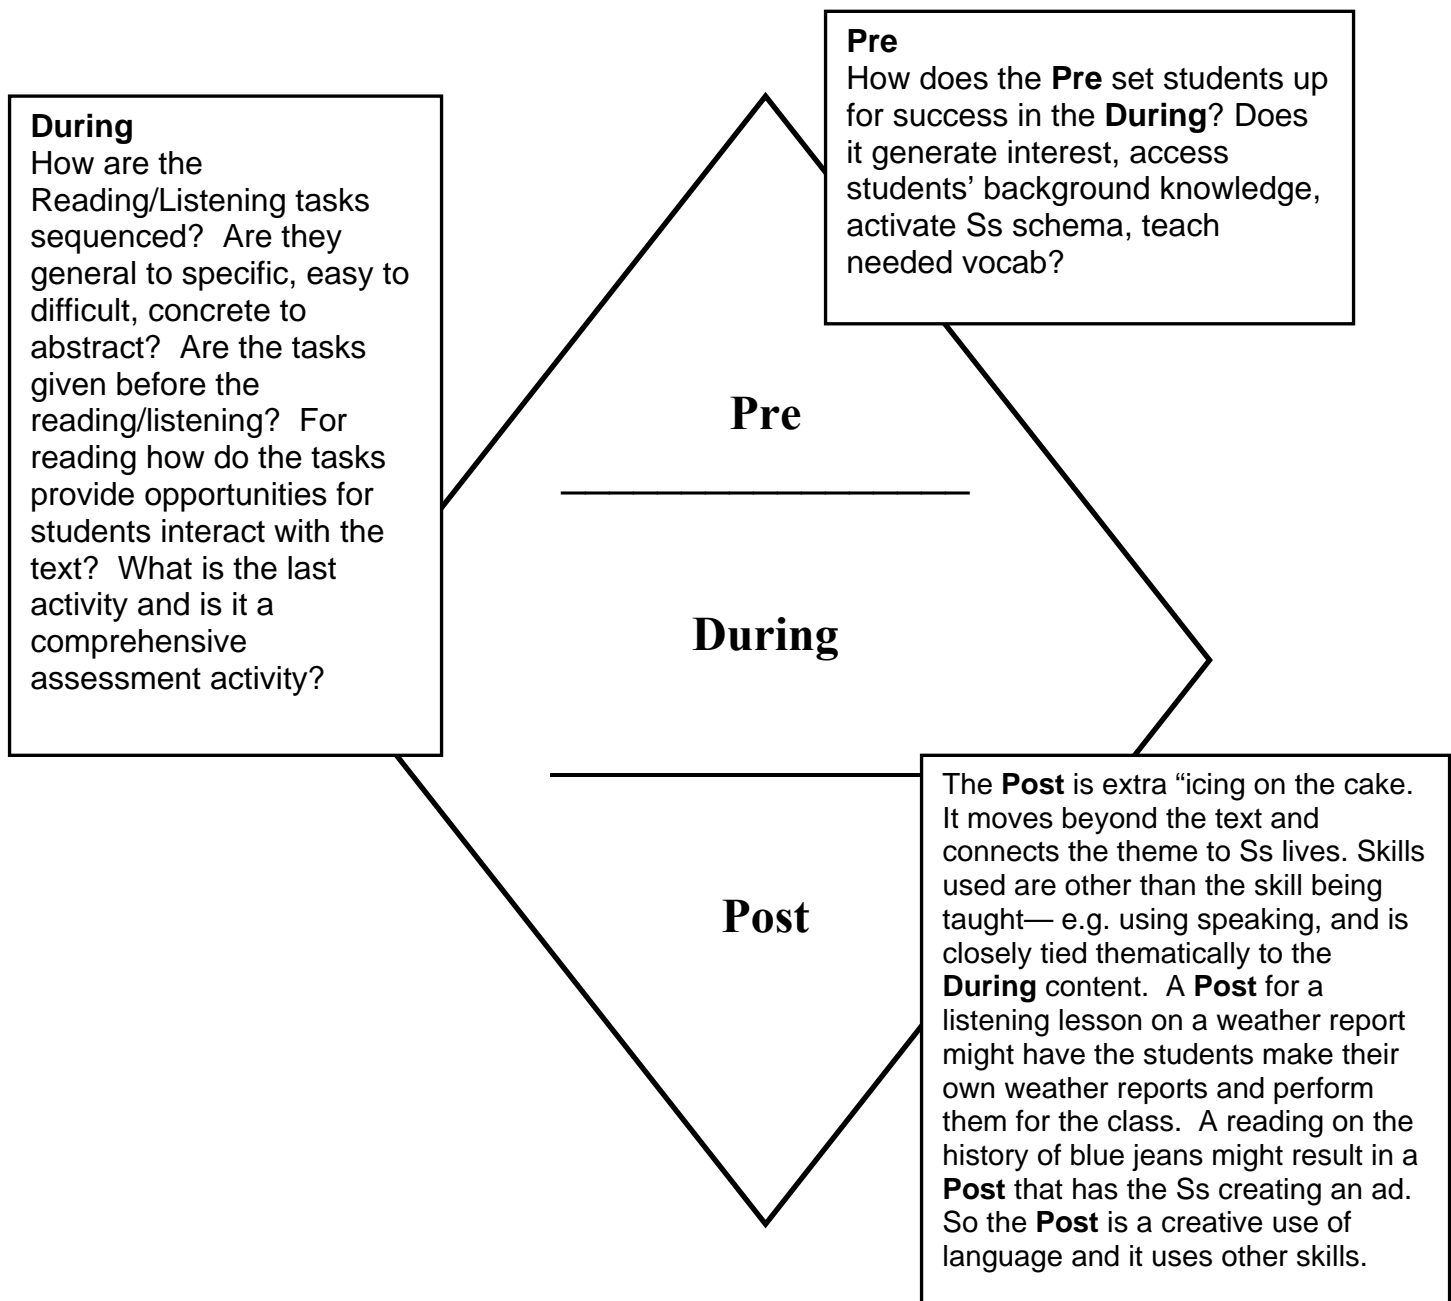 Pre
How does the Pre set students up
for success in the During? Does
it generate interest, access
students’ background knowledge,
activate Ss schema, teach
needed vocab?
During
How are the
Reading/Listening tasks
sequenced?  Are they
general to specific, easy to
difficult, concrete to
abstract?  Are the tasks
given before the
reading/listening?  For
reading how do the tasks
provide opportunities for
students interact with the
text?  What is the last
activity and is it a
comprehensive
assessment activity?
Pre
During
Post
The Post is extra “icing on the cake.
It moves beyond the text and
connects the theme to Ss lives. Skills
used are other than the skill being
taught— e.g. using speaking, and is
closely tied thematically to the
During content.  A Post for a
listening lesson on a weather report
might have the students make their
own weather reports and perform
them for the class.  A reading on the
history of blue jeans might result in a
Post that has the Ss creating an ad.
So the Post is a creative use of
language and it uses other skills.